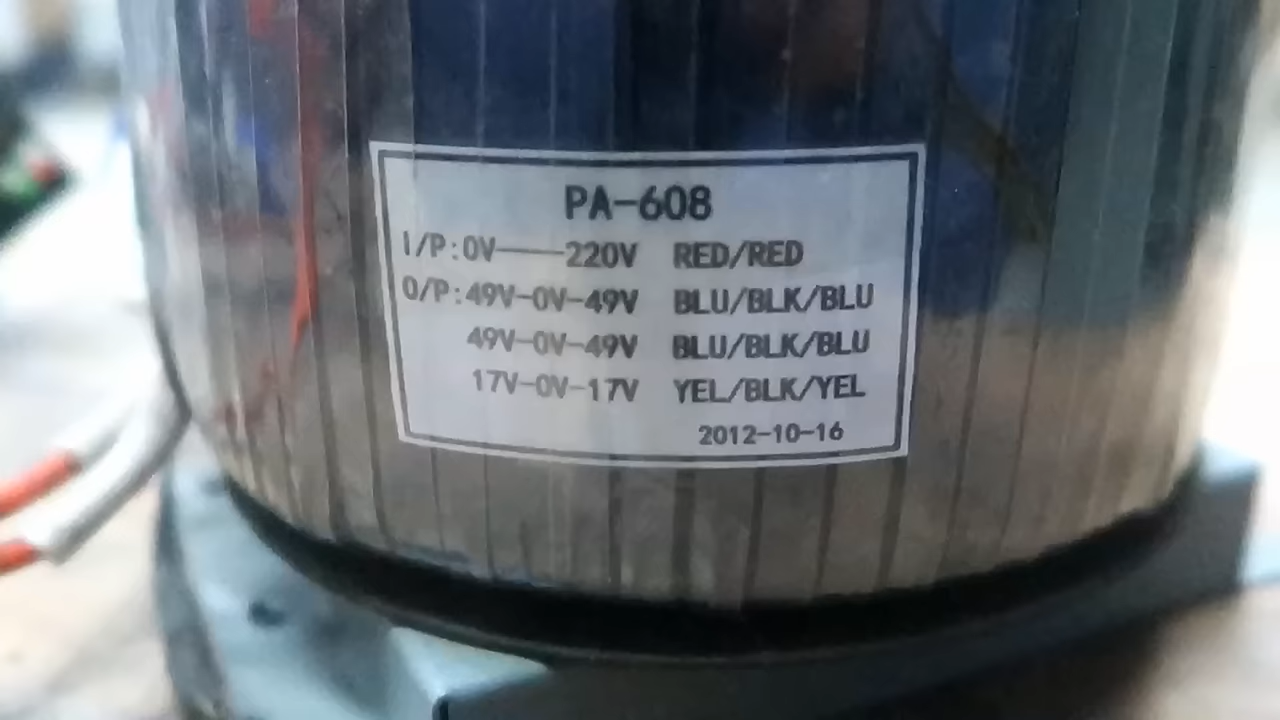 PA-608
I/P:0V——220V RED/RED
O/P:49V-0V-49V BLU/BLK/BLU
49V-0V-49V BLU/BLK/BLU
17V-0V-17V YEL/BLK/YEL
2012-10-16